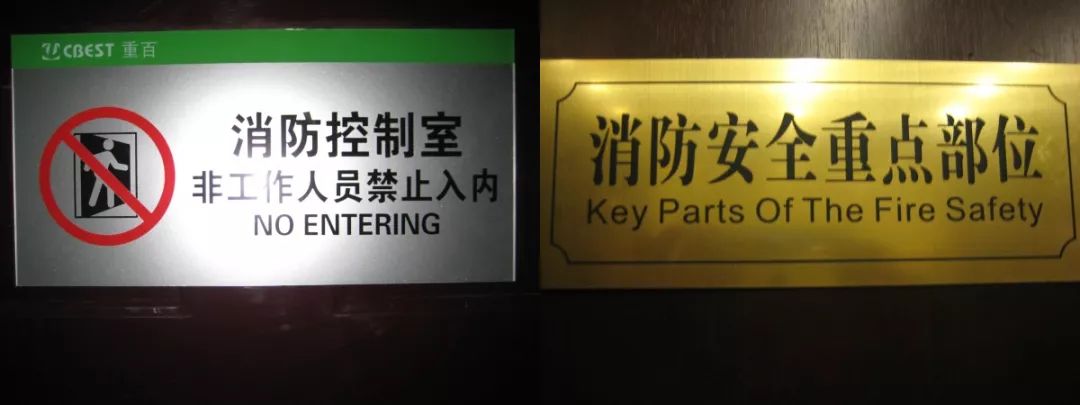 CBEST 重百
消防控制室
非工作人员禁止入内
NO ENTERING
消防安全重点部位
Key Parts Of The Fire Safety